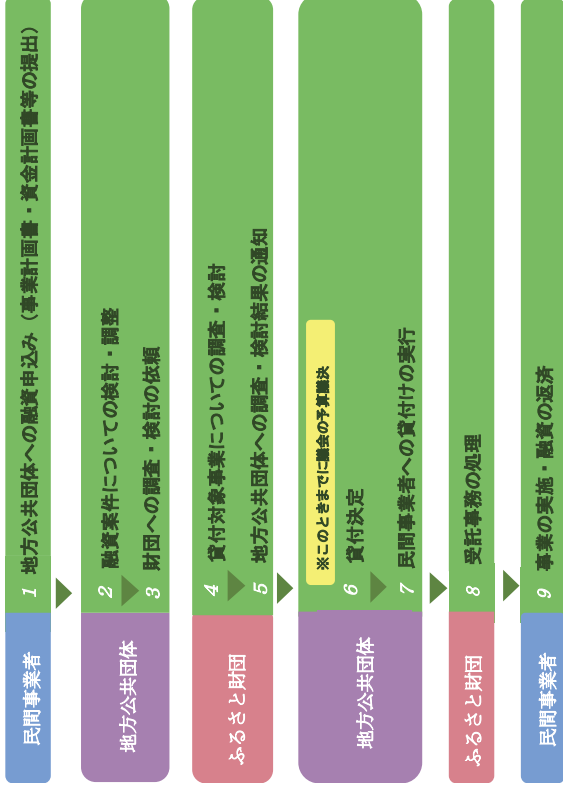 民間事業者
1 地方公共団体への融資申込み（事業計画書・資金計画書等の提出）
地方公共団体
2 融資案件についての検討・調整
3 財団への調査・検討の依頼
ふるさと財団
4 貸付対象事業についての調査・検討
5 地方公共団体への調査・検討結果の通知
地方公共団体
※このときまでに議会の予算議決
6 貸付決定
7 民間事業者への貸付けの実行
ふるさと財団
8 受託事務の処理
民間事業者
9 事業の実施・融資の返済